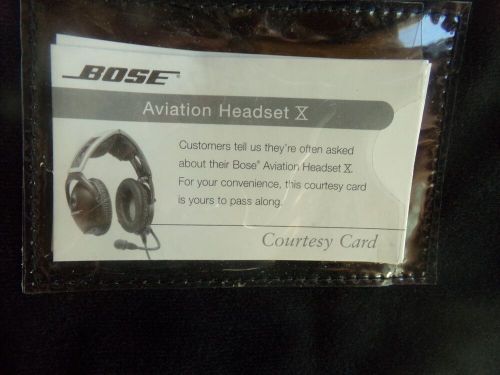 BOSE®
Aviation Headset X
Customers tell us they're often asked
about their Bose® Aviation Headset X.
For your convenience, this courtesy card
is yours to pass along.
Courtesy Card